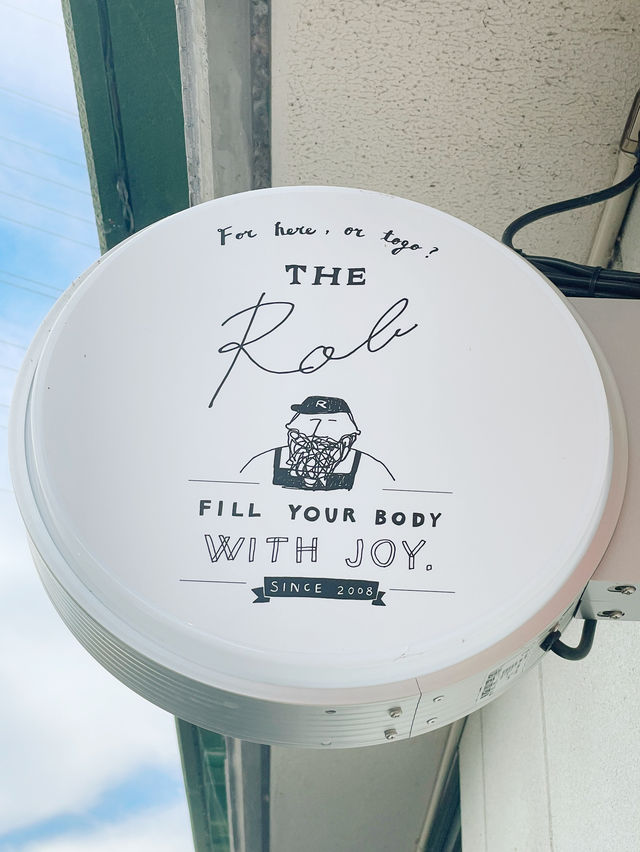 For here, or togo?
THE
Rob
R
FILL YOUR BODY
WITH JOY.
SINCE 2008